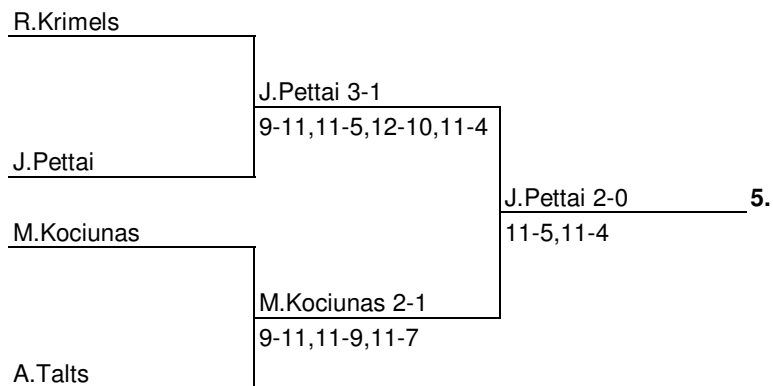 R.Krimels
J.Pettai 3-1
9-11,11-5,12-10,11-4
J.Pettai
J.Pettai 2-0 5.
M.Kociunas
11-5,11-4
M.Kociunas 2-1
9-11,11-9,11-7
A.Talts